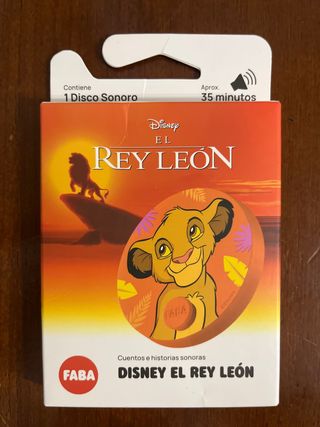 Contiene
Aprox.
1 Disco Sonoro
35 minutos
Disney
EL
REY LEÓN
FABA
Cuentos e historias sonoras
FABA
DISNEY EL REY LEÓN